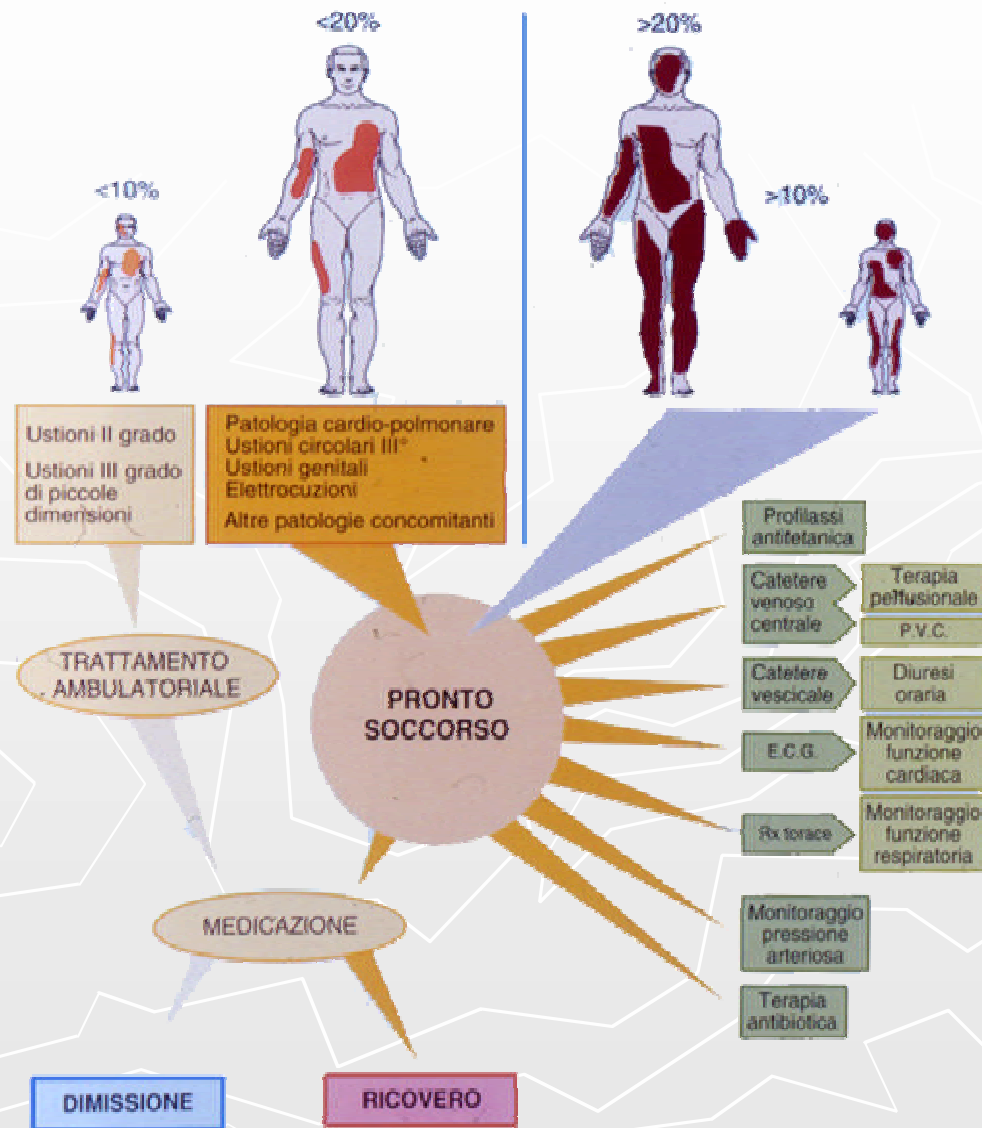 <20%
>20%
<10%
>10%
Ustioni II grado
Ustioni III grado
di piccole
dimensioni
Patologia cardio-polmonare
Ustioni circolari III°
Ustioni genitali
Elettrocuzioni
Altre patologie concomitanti
TRATTAMENTO
AMBULATORIALE
PRONTO
SOCCORSO
Profilassi
antitetanica
Catetere
venoso
centrale
Terapia
perfusionale
P.V.C.
Catetere
vescicale
Diuresi
oraria
E.C.G.
Monitoraggio
funzione
cardiaca
Rx torace
Monitoraggio
funzione
respiratoria
Monitoraggio
pressione
arteriosa
Terapia
antibiotica
MEDICAZIONE
DIMISSIONE
RICOVERO